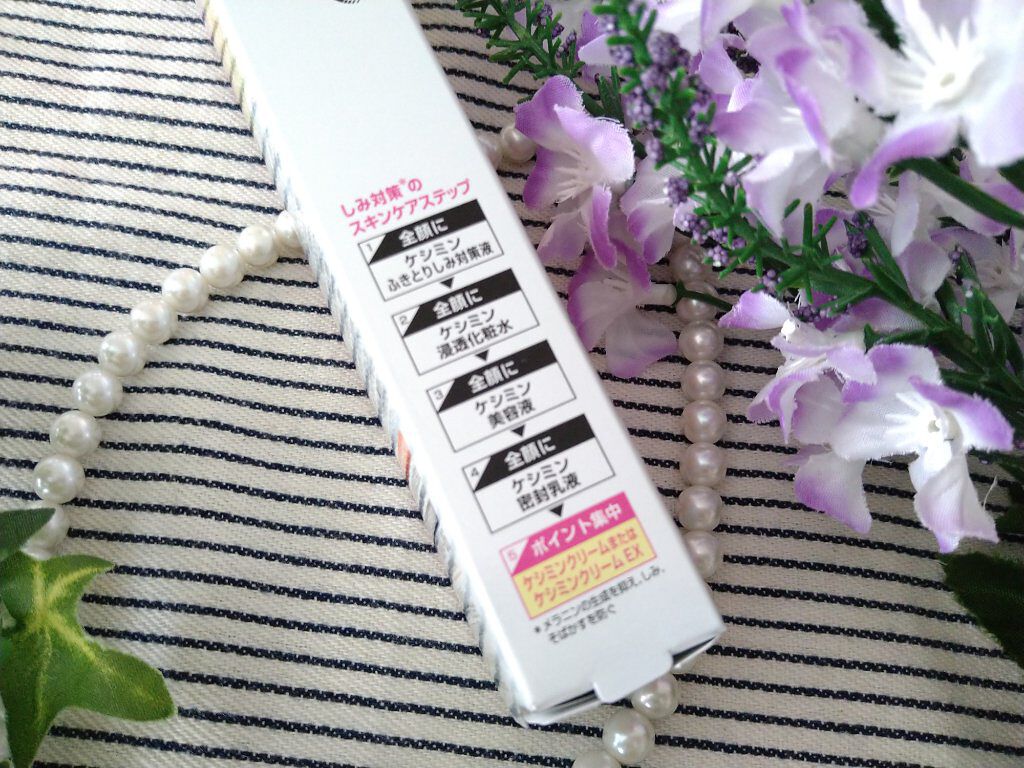 しみ対策*の
スキンケアステップ
1 全顔に
ケシミン
ふきとりしみ対策液
2 全顔に
ケシミン
浸透化粧水
3 全顔に
ケシミン
美容液
4 全顔に
ケシミン
密封乳液
5 ポイント集中
ケシミンクリームまたは
ケシミンクリームEX
*メラニンの生成を抑え、しみ、
そばかすを防ぐ